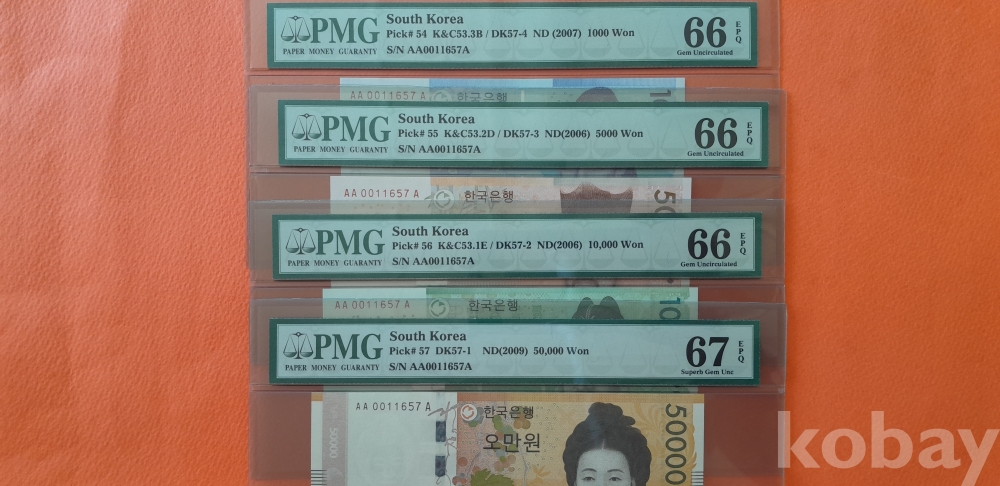 PMG
PAPER MONEY GUARANTY
South Korea
Pick# 54 K&C53.3B / DK57-4 ND (2007) 1000 Won
S/N AA0011657A
66 EPQ
Gem Uncirculated
AA 0011657 A
한국은행
PMG
PAPER MONEY GUARANTY
South Korea
Pick# 55 K&C53.2D / DK57-3 ND(2006) 5000 Won
S/N AA0011657A
66 EPQ
Gem Uncirculated
AA 0011657 A
한국은행
PMG
PAPER MONEY GUARANTY
South Korea
Pick# 56 K&C53.1E / DK57-2 ND(2006) 10,000 Won
S/N AA0011657A
66 EPQ
Gem Uncirculated
AA 0011657 A
한국은행
PMG
PAPER MONEY GUARANTY
South Korea
Pick# 57 DK57-1 ND(2009) 50,000 Won
S/N AA0011657A
67 EPQ
Superb Gem Unc
AA 0011657 A
한국은행
오만원
50000
kobay